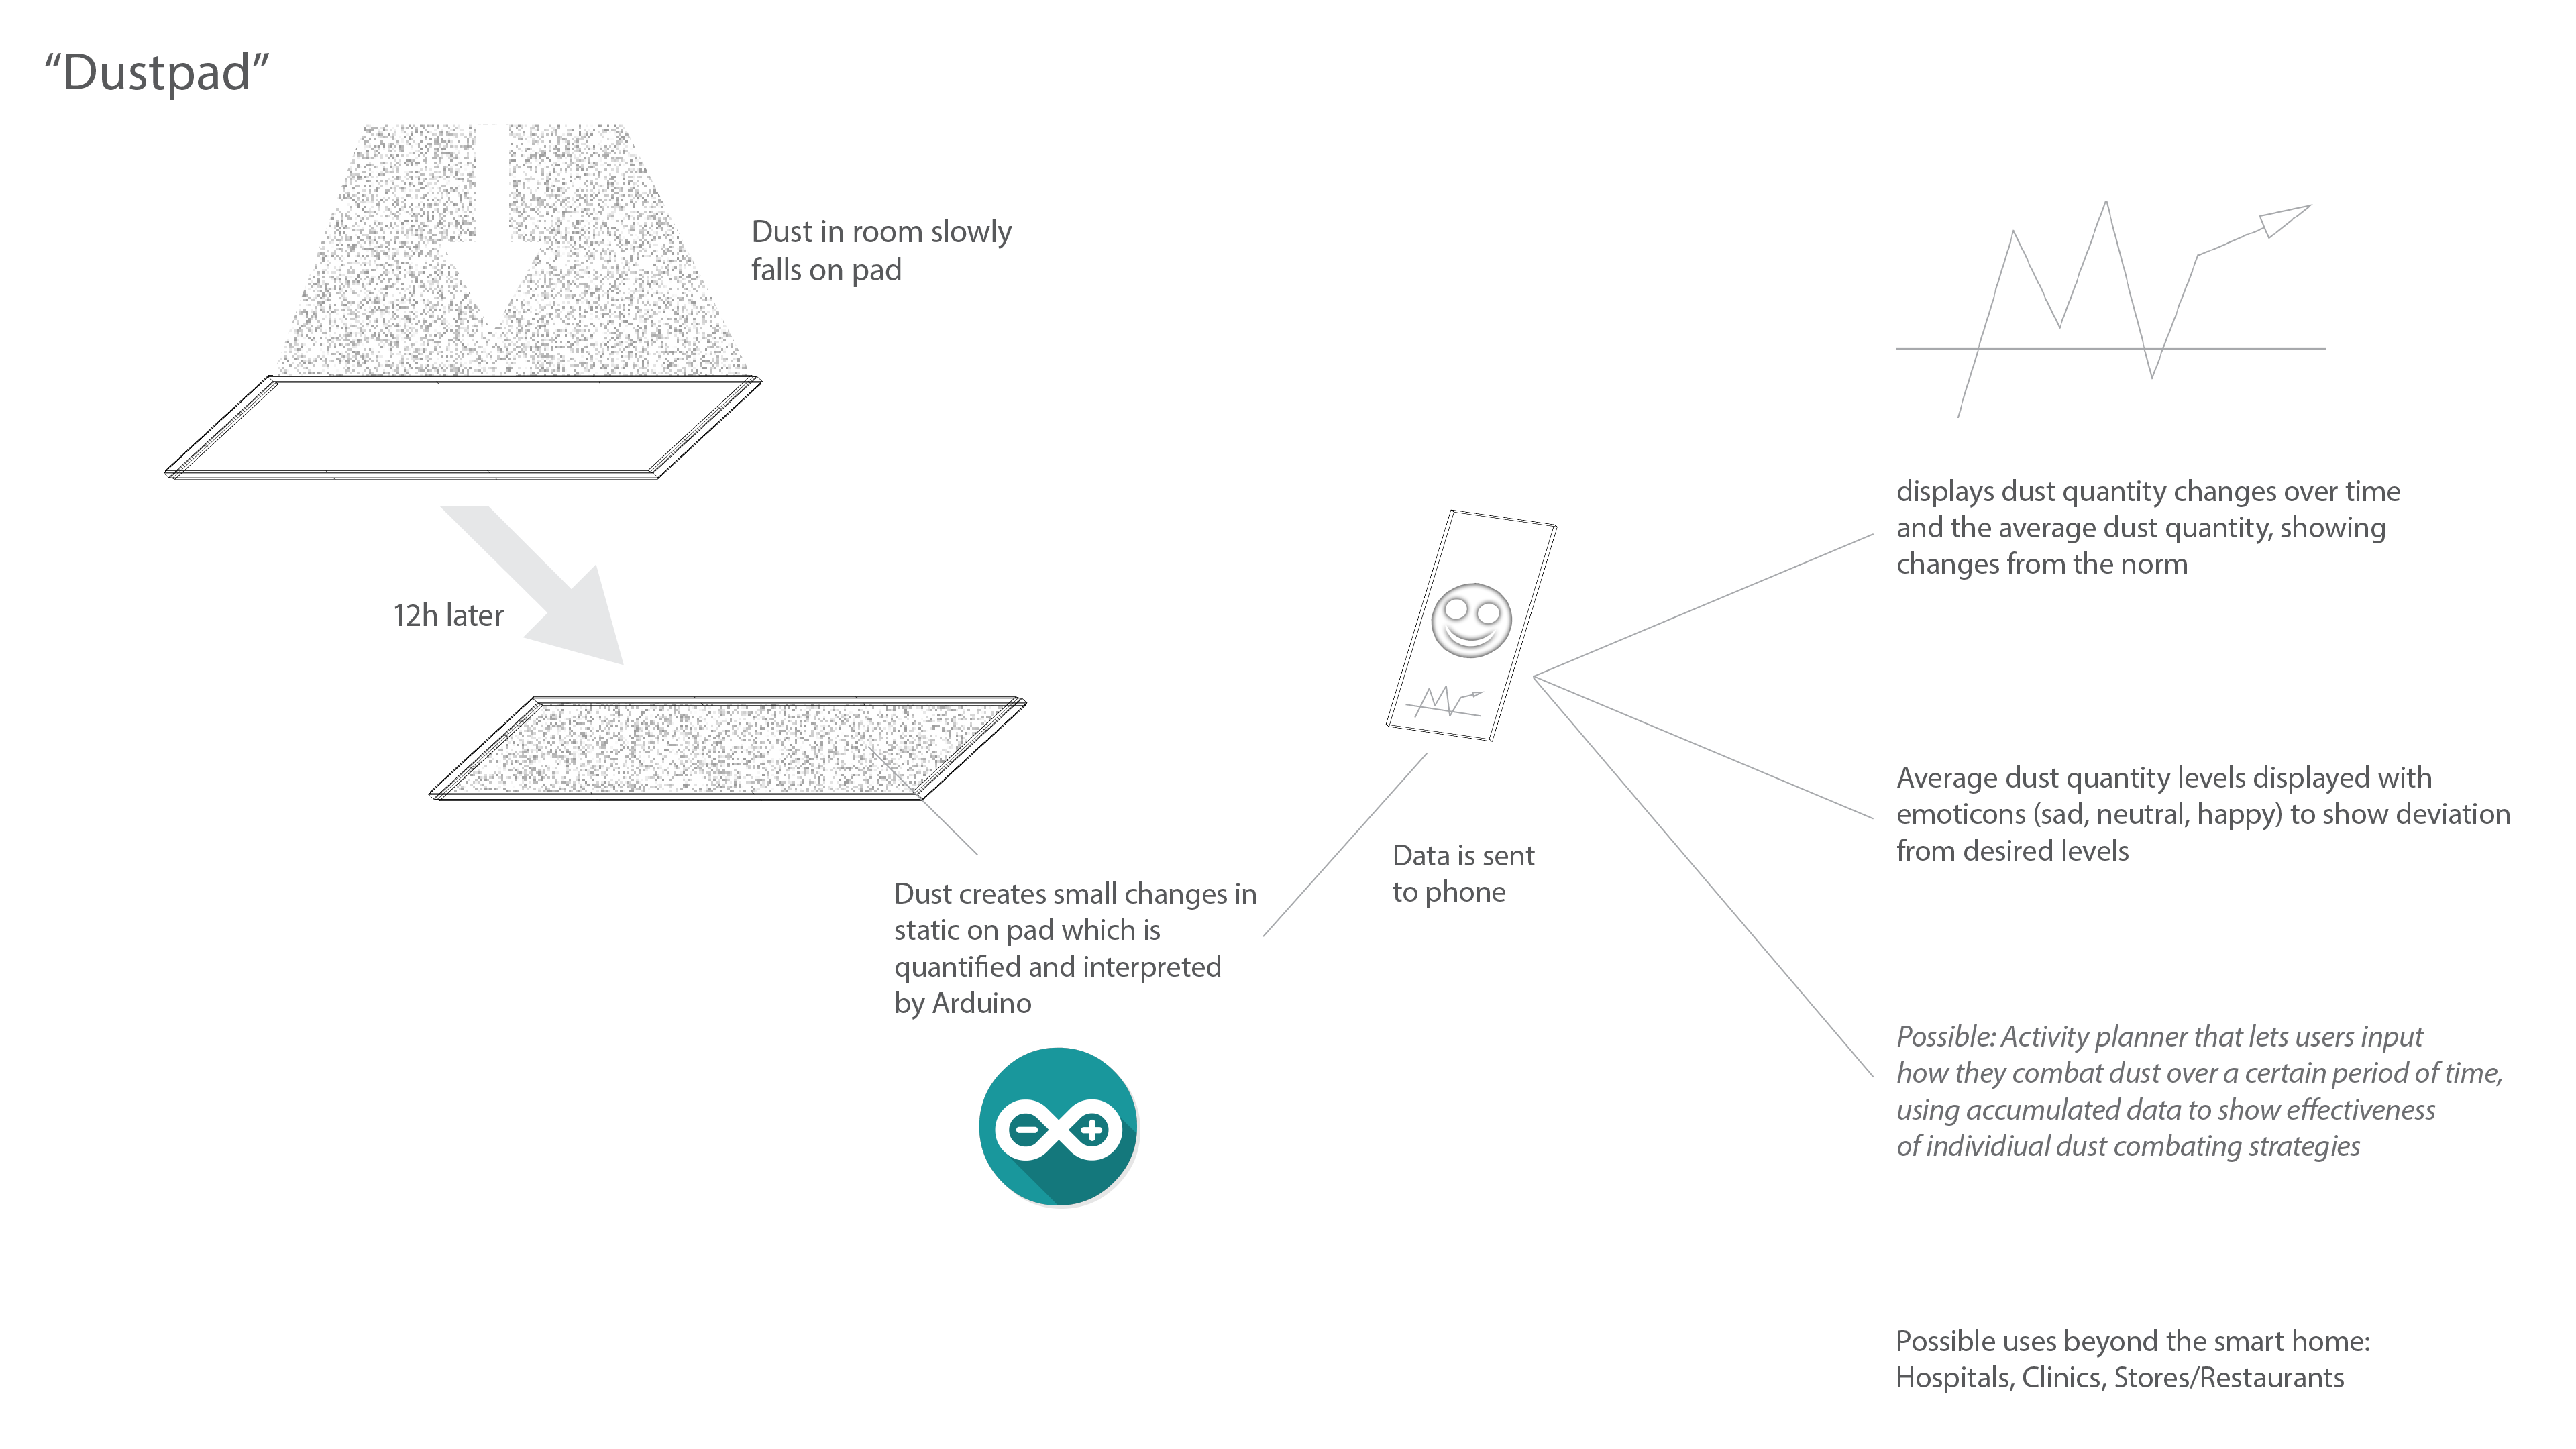 “Dustpad”
Dust in room slowly
falls on pad
12h later
Dust creates small changes in
static on pad which is
quantified and interpreted
by Arduino
Data is sent
to phone
displays dust quantity changes over time
and the average dust quantity, showing
changes from the norm
Average dust quantity levels displayed with
emoticons (sad, neutral, happy) to show deviation
from desired levels
Possible: Activity planner that lets users input
how they combat dust over a certain period of time,
using accumulated data to show effectiveness
of individiual dust combating strategies
Possible uses beyond the smart home:
Hospitals, Clinics, Stores/Restaurants